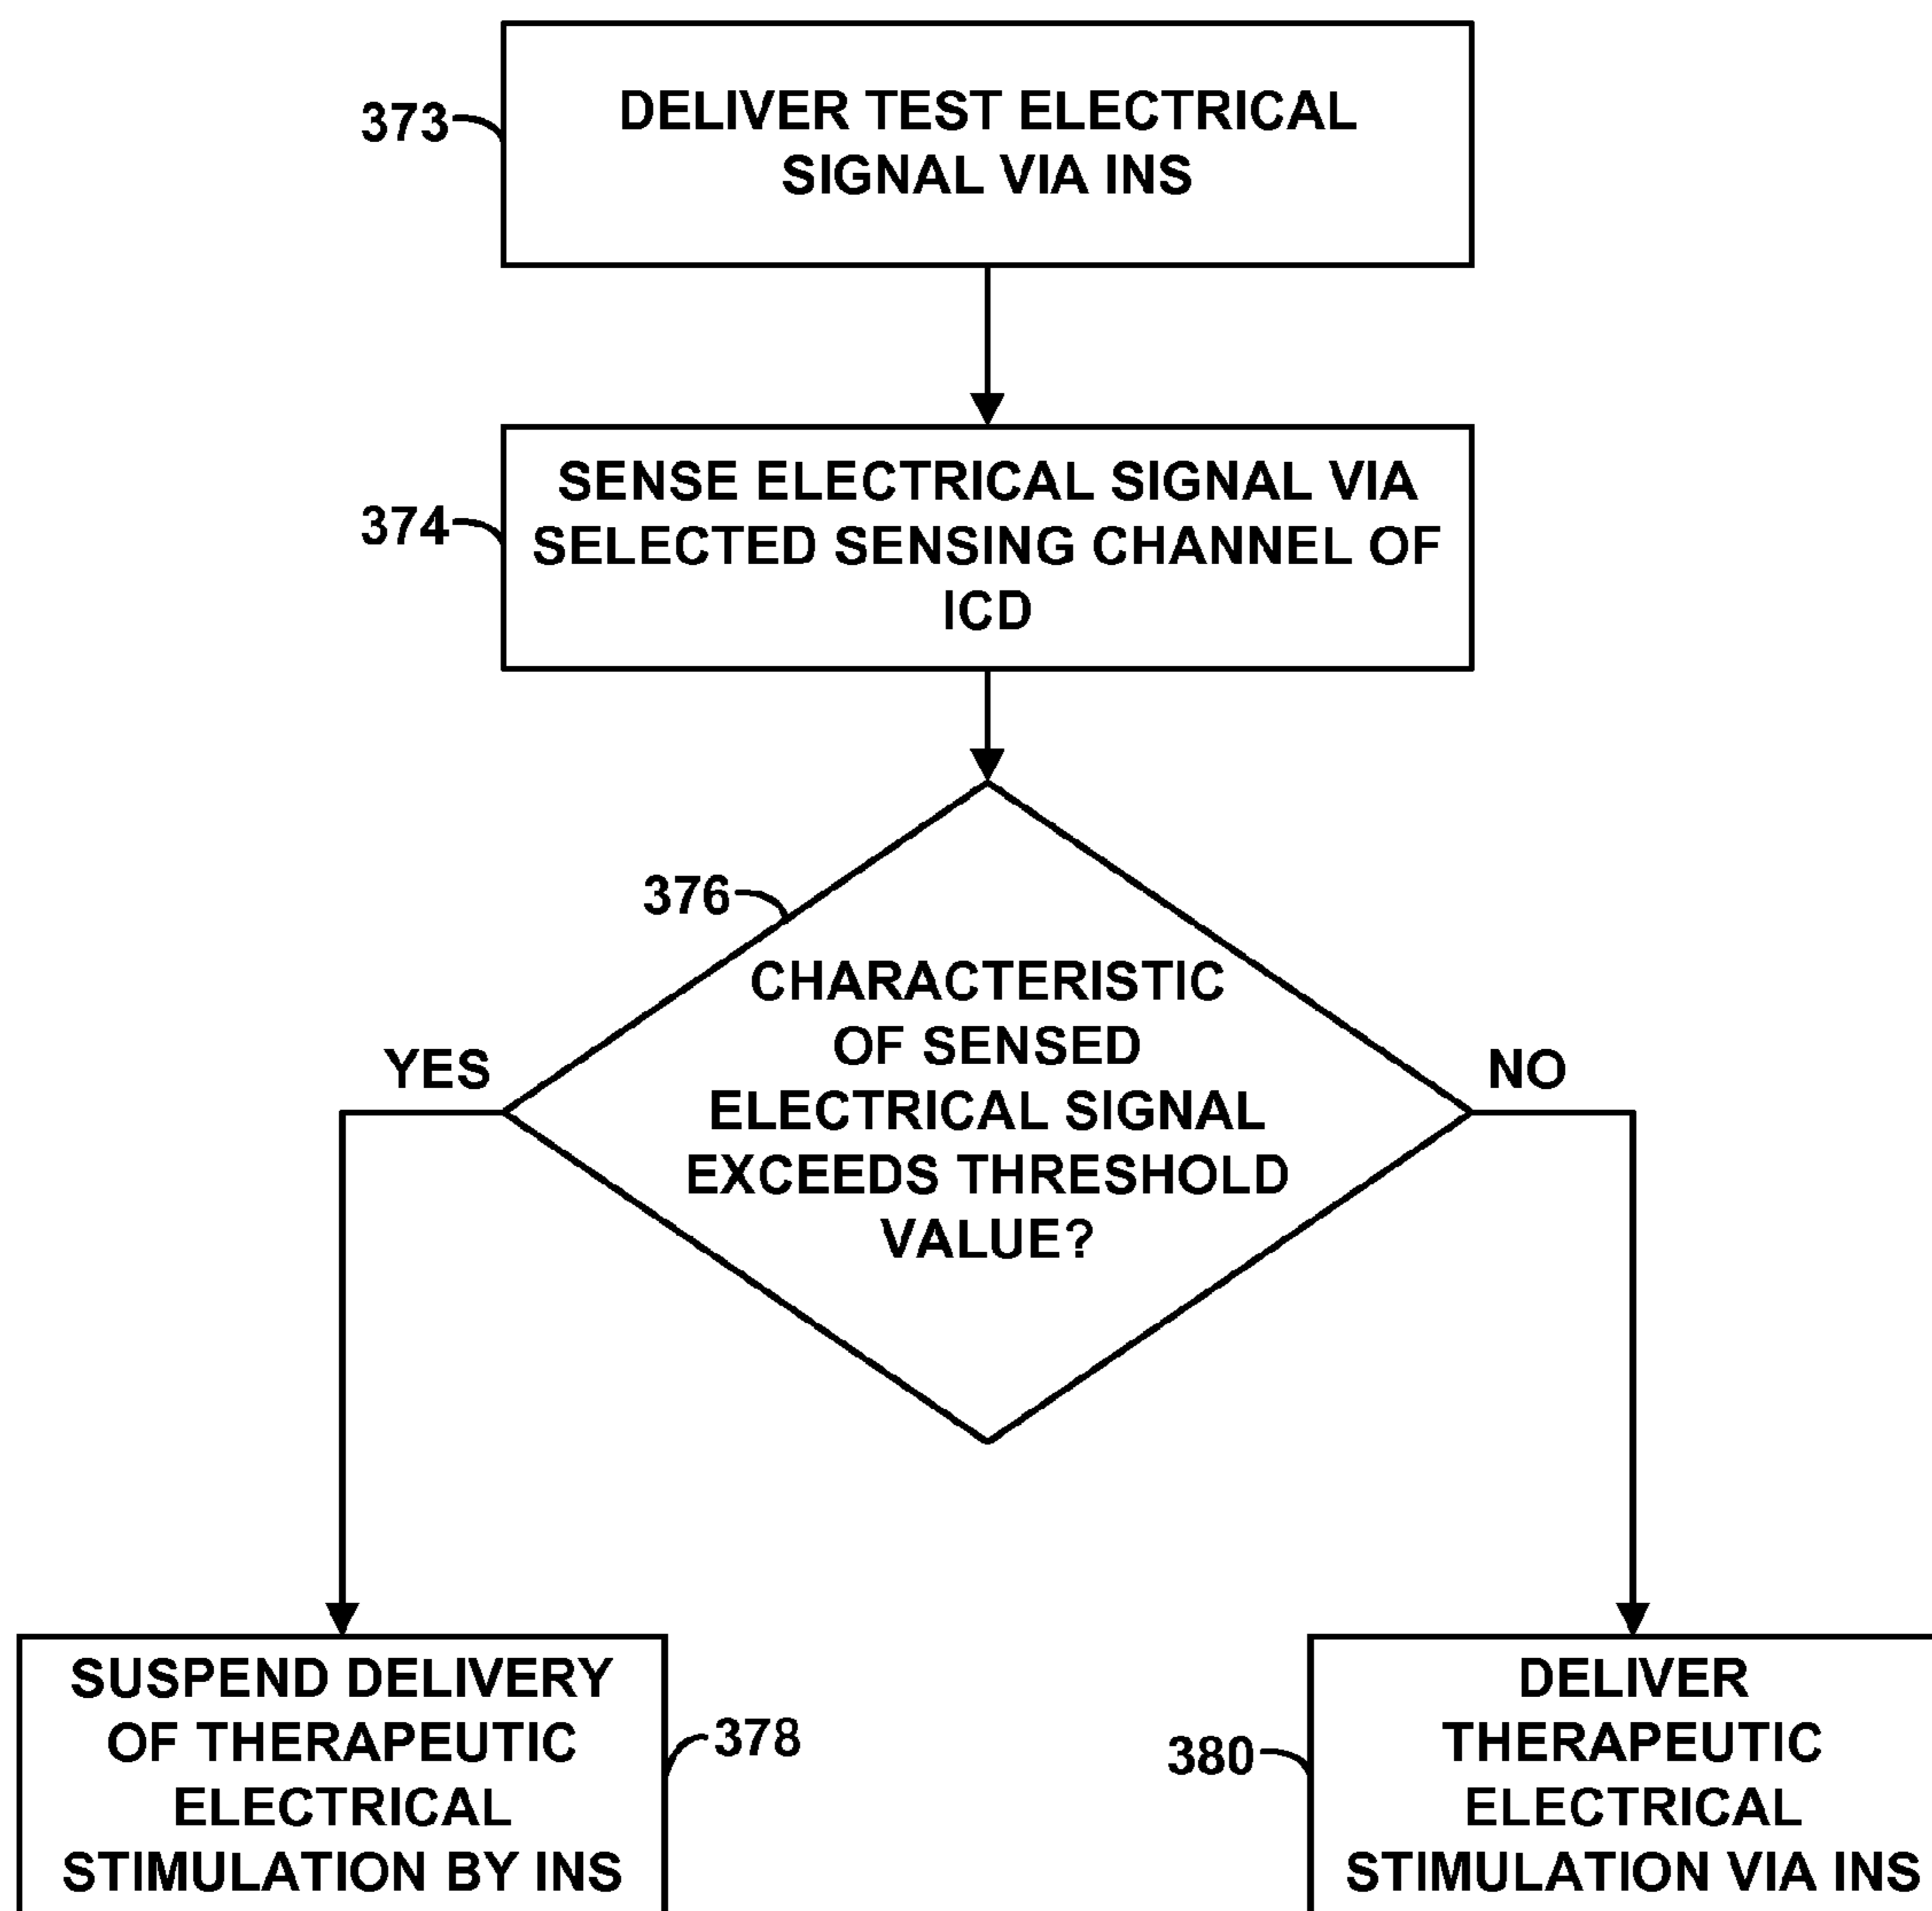 373
DELIVER TEST ELECTRICAL
SIGNAL VIA INS
374
SENSE ELECTRICAL SIGNAL VIA
SELECTED SENSING CHANNEL OF
ICD
376
CHARACTERISTIC
OF SENSED
ELECTRICAL SIGNAL
EXCEEDS THRESHOLD
VALUE?
YES
NO
SUSPEND DELIVERY
OF THERAPEUTIC
ELECTRICAL
STIMULATION BY INS
378
380
DELIVER
THERAPEUTIC
ELECTRICAL
STIMULATION VIA INS